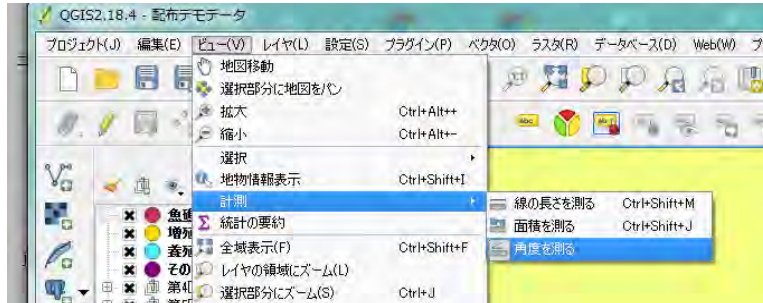 QGIS2.18.4 - 配布デモデータ
プロジェクト(J) 編集(E) ビュー(V) レイヤ(L) 設定(S) プラグイン(P) ベクタ(O) ラスタ(R) データベース(D) Web(W)
地図移動
選択部分に地図をパン
拡大 Ctrl+Alt++
縮小 Ctrl+Alt+-
選択
地物情報表示 Ctrl+Shift+I
計測
線の長さを測る Ctrl+Shift+M
統計の要約
面積を測る Ctrl+Shift+J
全域表示(F) Ctrl+Shift+F
角度を測る
レイヤの領域にズーム(L)
選択部分にズーム(S) Ctrl+J
魚礁
増殖
その